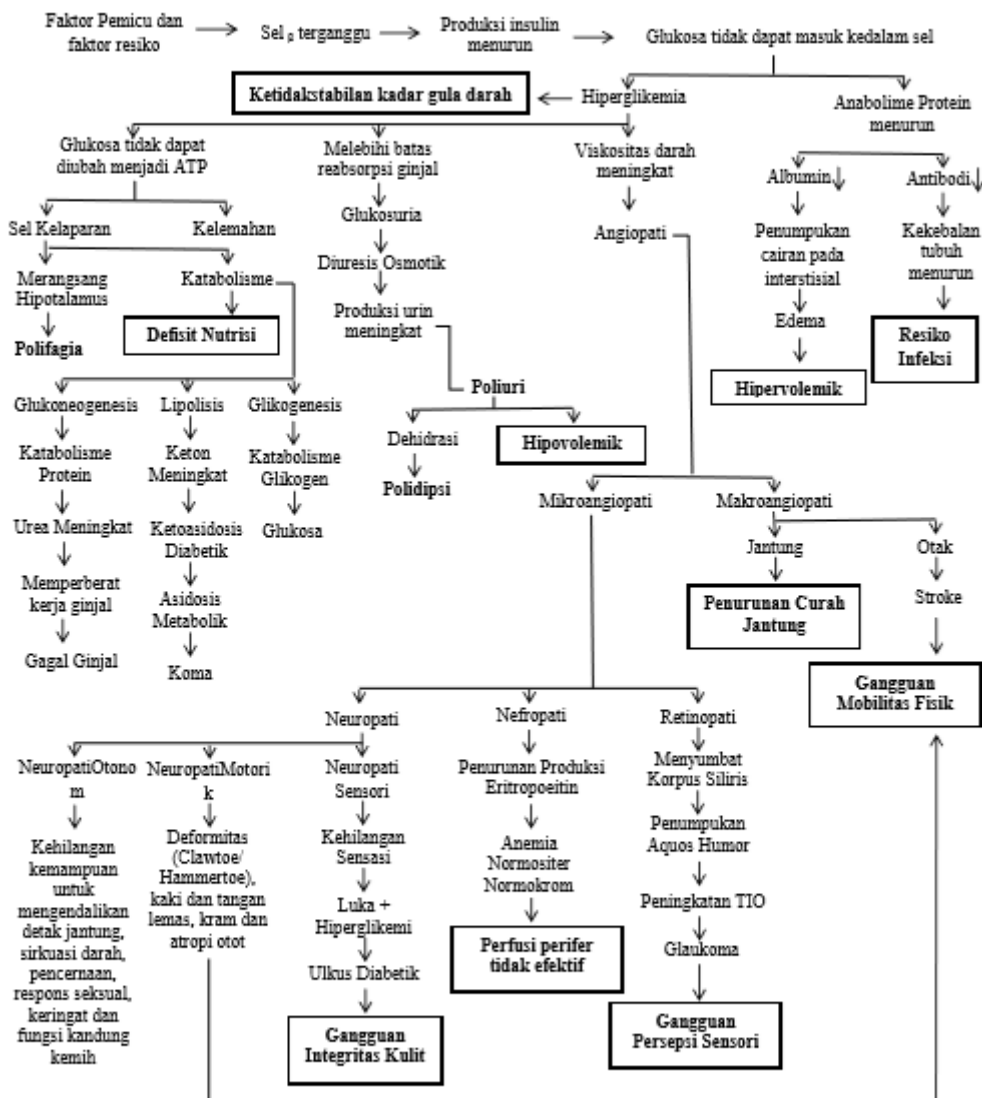 Faktor Pemicu dan
faktor resiko
Sel β terganggu
Produksi insulin
menurun
Glukosa tidak dapat masuk kedalam sel
Ketidakstabilan kadar gula darah
Hiperglikemia
Anabolime Protein
menurun
Glukosa tidak dapat
diubah menjadi ATP
Melebihi batas
reabsorpsi ginjal
Viskositas darah
meningkat
Albumin
Antibodi
Sel Kelaparan
Kelemahan
Glukosuria
Angiopati
Penumpukan
cairan pada
interstisial
Kekebalan
tubuh
menurun
Merangsang
Hipotalamus
Katabolisme
Diuresis Osmotik
Polifagia
Defisit Nutrisi
Produksi urin
meningkat
Edema
Resiko
Infeksi
Hipervolemik
Glukoneogenesis
Lipolisis
Glikogenesis
Poliuri
Katabolisme
Protein
Keton
Meningkat
Katabolisme
Glikogen
Dehidrasi
Hipovolemik
Polidipsi
Mikroangiopati
Makroangiopati
Urea Meningkat
Ketoasidosis
Diabetik
Glukosa
Jantung
Otak
Memperberat
kerja ginjal
Asidosis
Metabolik
Penurunan Curah
Jantung
Stroke
Gagal Ginjal
Koma
Gangguan
Mobilitas Fisik
Neuropati
Nefropati
Retinopati
NeuropatiOtono
m
NeuropatiMotori
k
Neuropati
Sensori
Penurunan Produksi
Eritropoeitin
Menyumbat
Korpus Siliris
Kehilangan
kemampuan
untuk
mengendalikan
detak jantung,
sirkuasi darah,
pencernaan,
respons seksual,
keringat dan
fungsi kandung
kemih
Deformitas
(Clawtoe/
Hammertoe),
kaki dan tangan
lemas, kram dan
atropi otot
Kehilangan
Sensasi
Luka +
Hiperglikemi
Ulkus Diabetik
Gangguan
Integritas Kulit
Anemia
Normositer
Normokrom
Perfusi perifer
tidak efektif
Penumpukan
Aquos Humor
Peningkatan TIO
Glaukoma
Gangguan
Persepsi Sensori